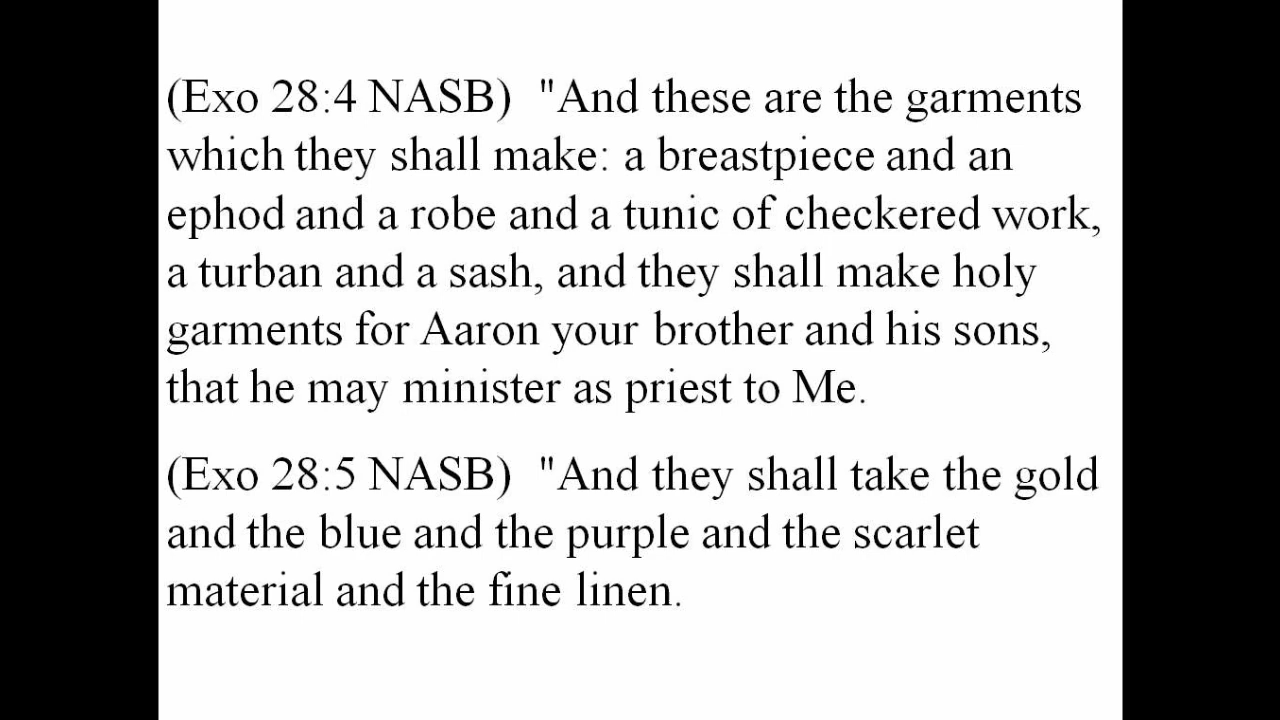 (Exo 28:4 NASB)  "And these are the garments
which they shall make: a breastpiece and an
ephod and a robe and a tunic of checkered work,
a turban and a sash, and they shall make holy
garments for Aaron your brother and his sons,
that he may minister as priest to Me.
(Exo 28:5 NASB)  "And they shall take the gold
and the blue and the purple and the scarlet
material and the fine linen.